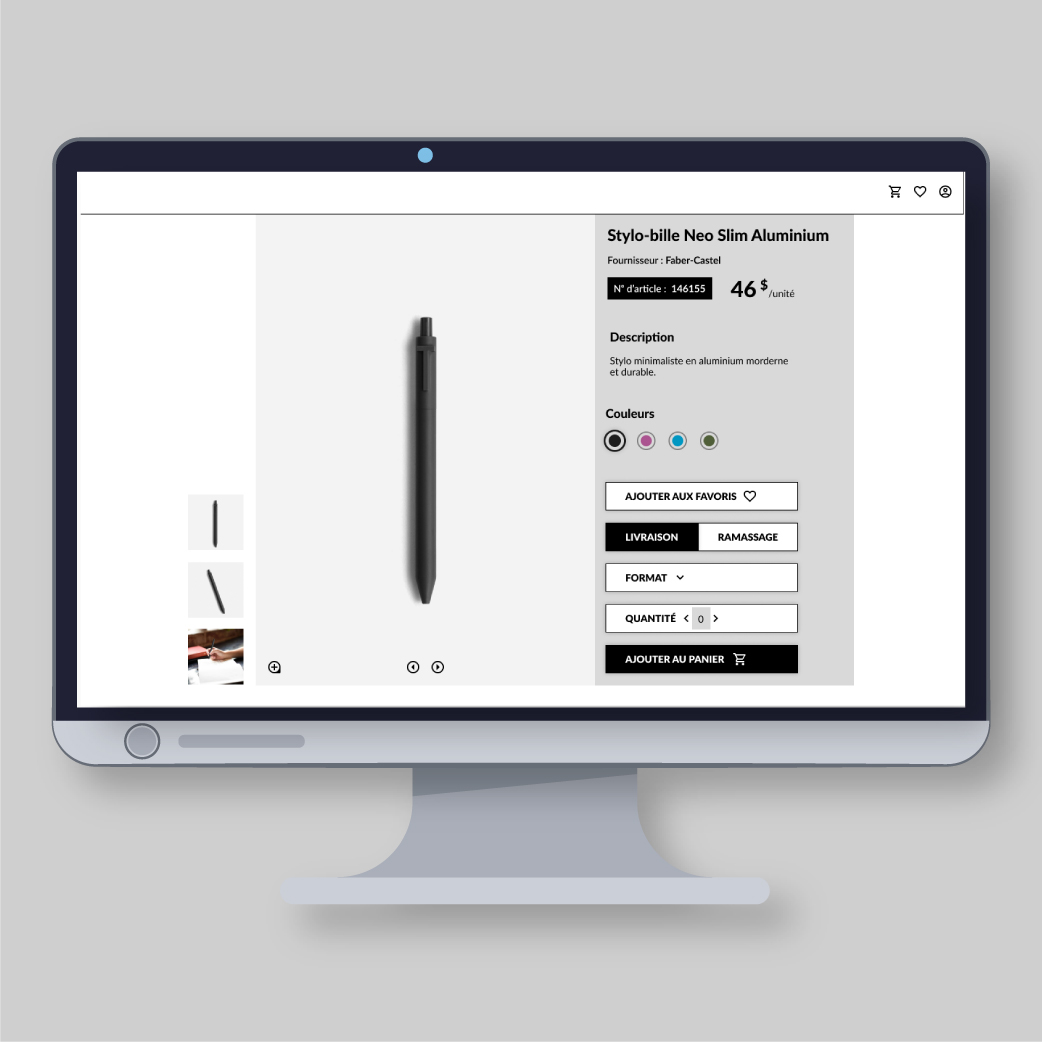 Stylo-bille Neo Slim Aluminium
Fournisseur : Faber-Castel
N° d'article : 146155
46 $ /unité
Description
Stylo minimaliste en aluminium morderne
et durable.
Couleurs
AJOUTER AUX FAVORIS
LIVRAISON RAMASSAGE
FORMAT
QUANTITÉ < 0 >
AJOUTER AU PANIER